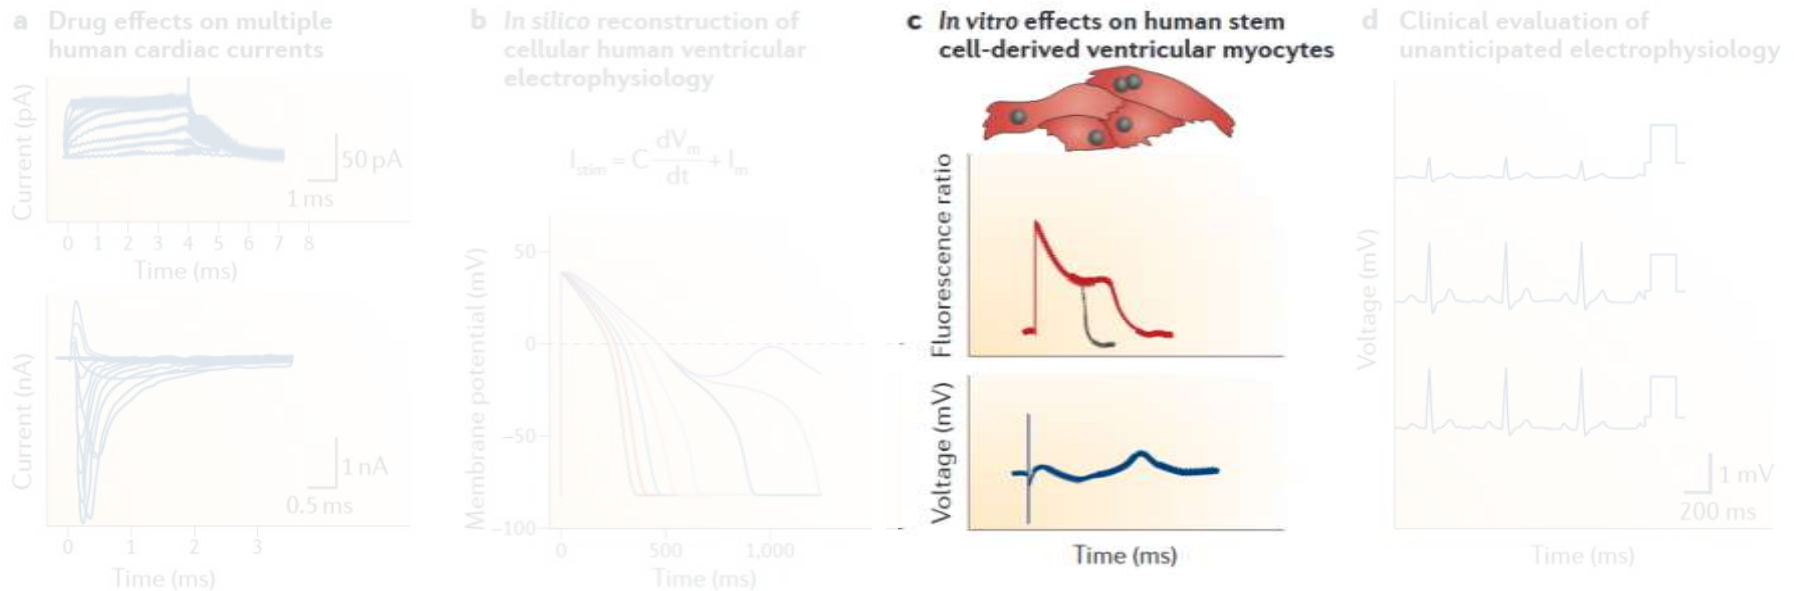 a Drug effects on multiple
human cardiac currents
Current (pA)
50 pA
1 ms
0 1 2 3 4 5 6 7 8
Time (ms)
Current (nA)
1 nA
0.5 ms
0 1 2 3
Time (ms)
b In silico reconstruction of
cellular human ventricular
electrophysiology
I stim = C dVm/dt + Im
Membrane potential (mV)
50
0
−50
−100
0 500 1,000
Time (ms)
c In vitro effects on human stem
cell-derived ventricular myocytes
Fluorescence ratio
Voltage (mV)
Time (ms)
d Clinical evaluation of
unanticipated electrophysiology
Voltage (mV)
1 mV
200 ms
Time (ms)